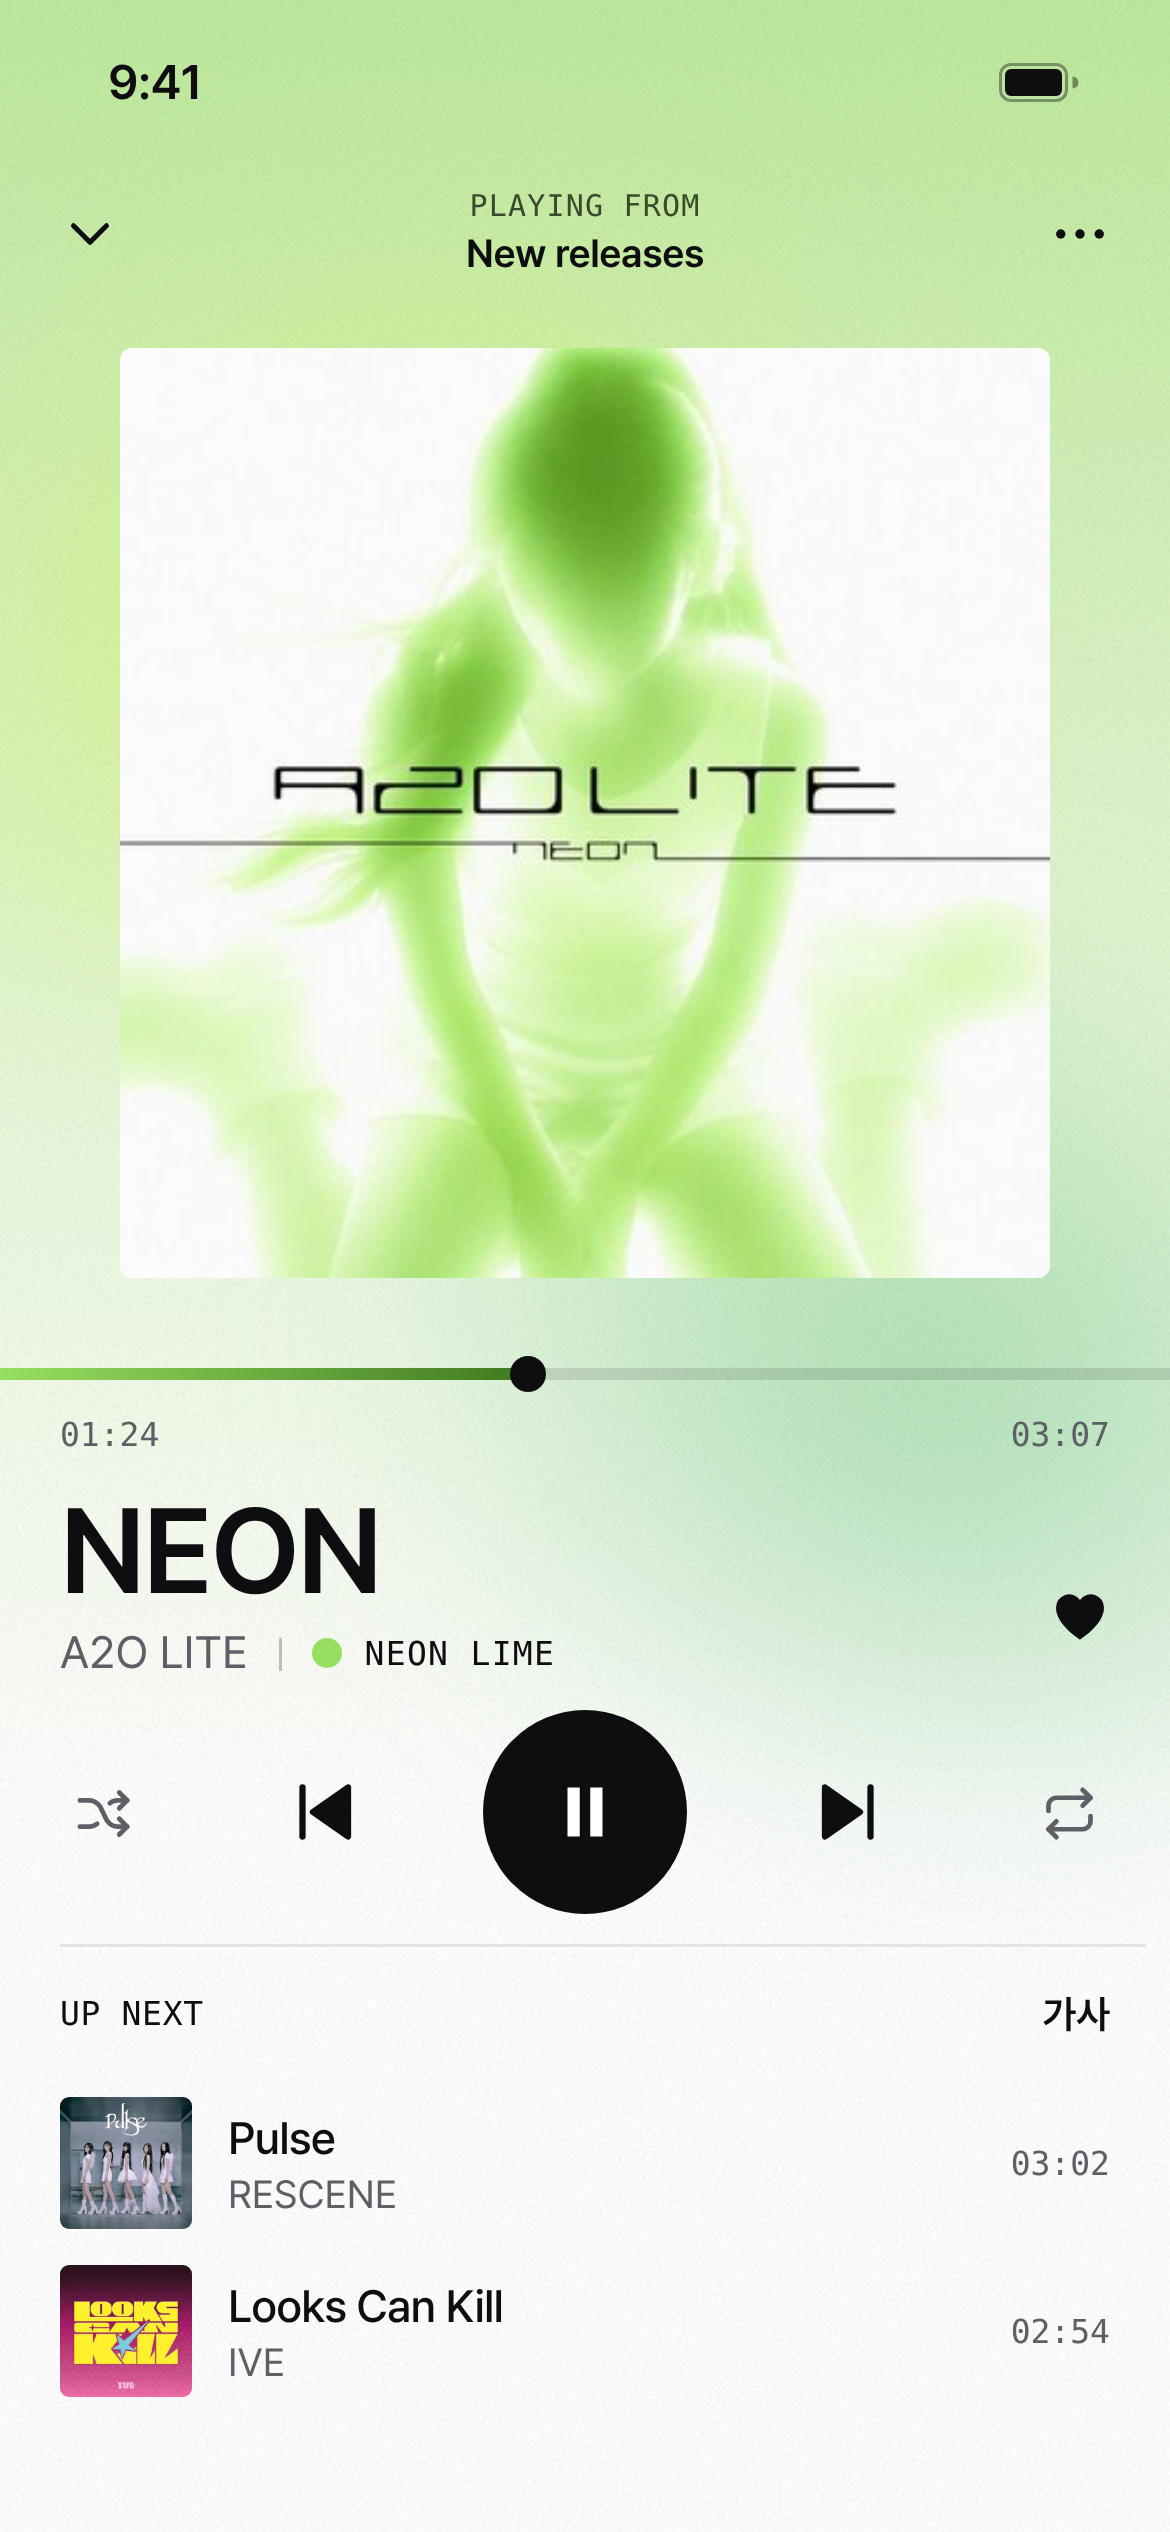 9:41
PLAYING FROM
New releases
A2O LITE
NEON
01:24
03:07
NEON
A2O LITE | NEON LIME
UP NEXT
가사
Pulse
Pulse
RESCENE
03:02
LOOKS
CAN
KILL
IVE
Looks Can Kill
IVE
02:54